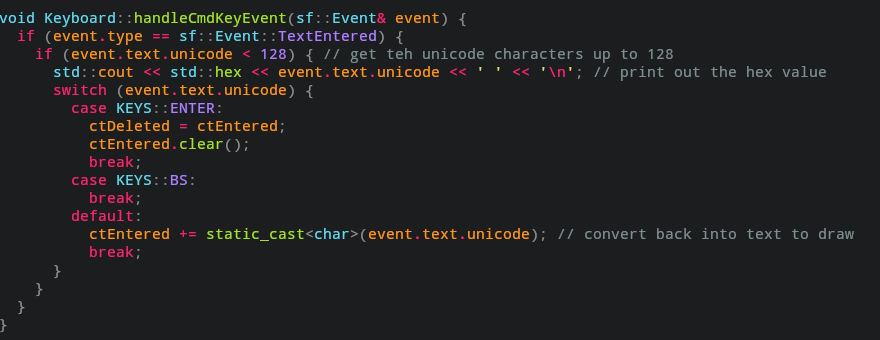 void Keyboard::handleCmdKeyEvent(sf::Event& event) {
  if (event.type == sf::Event::TextEntered) {
    if (event.text.unicode < 128) { // get teh unicode characters up to 128
      std::cout << std::hex << event.text.unicode << ' ' << '\n'; // print out the hex value
      switch (event.text.unicode) {
        case KEYS::ENTER:
          ctDeleted = ctEntered;
          ctEntered.clear();
          break;
        case KEYS::BS:
          break;
        default:
          ctEntered += static_cast<char>(event.text.unicode); // convert back into text to draw
          break;
      }
    }
  }
}